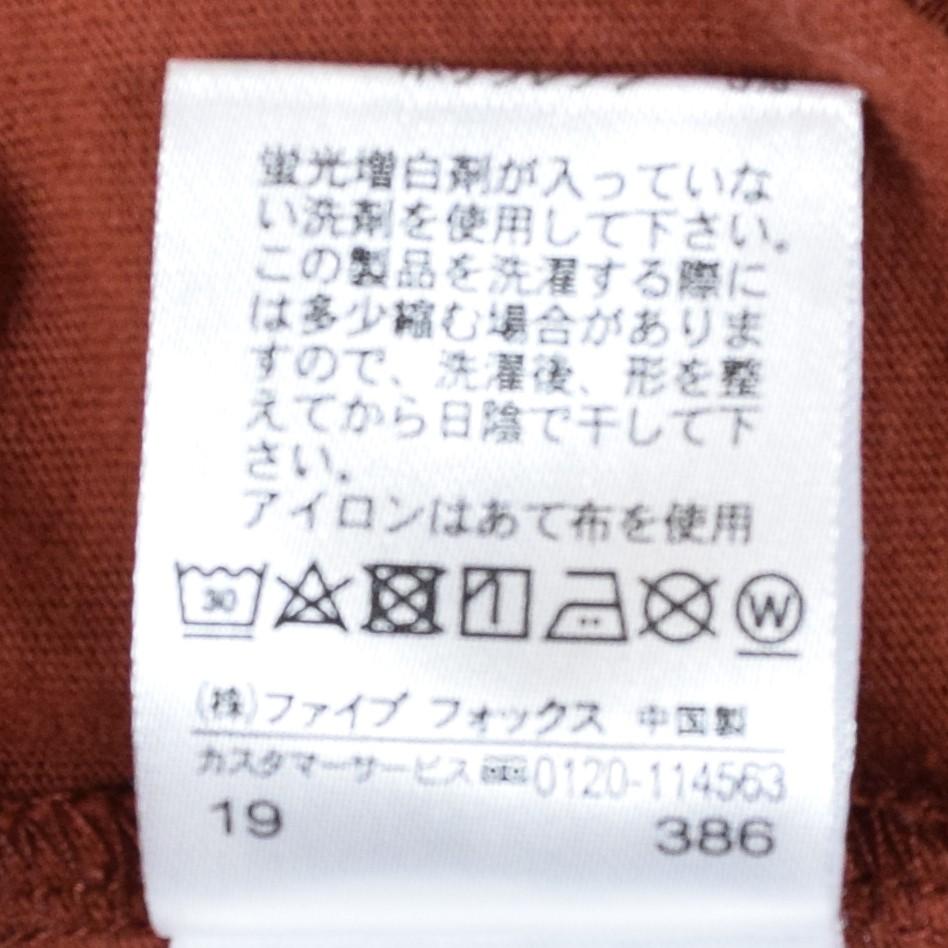 蛍光増白剤が入っていな
い洗剤を使用して下さい。
この製品を洗濯する際に
は多少縮む場合がありま
すので、洗濯後、形を整
えてから日陰で干して下
さい。
アイロンはあて布を使用
30 W
(株)ファイブ フォックス 中国製
カスタマーサービス 0120-114563
19 386